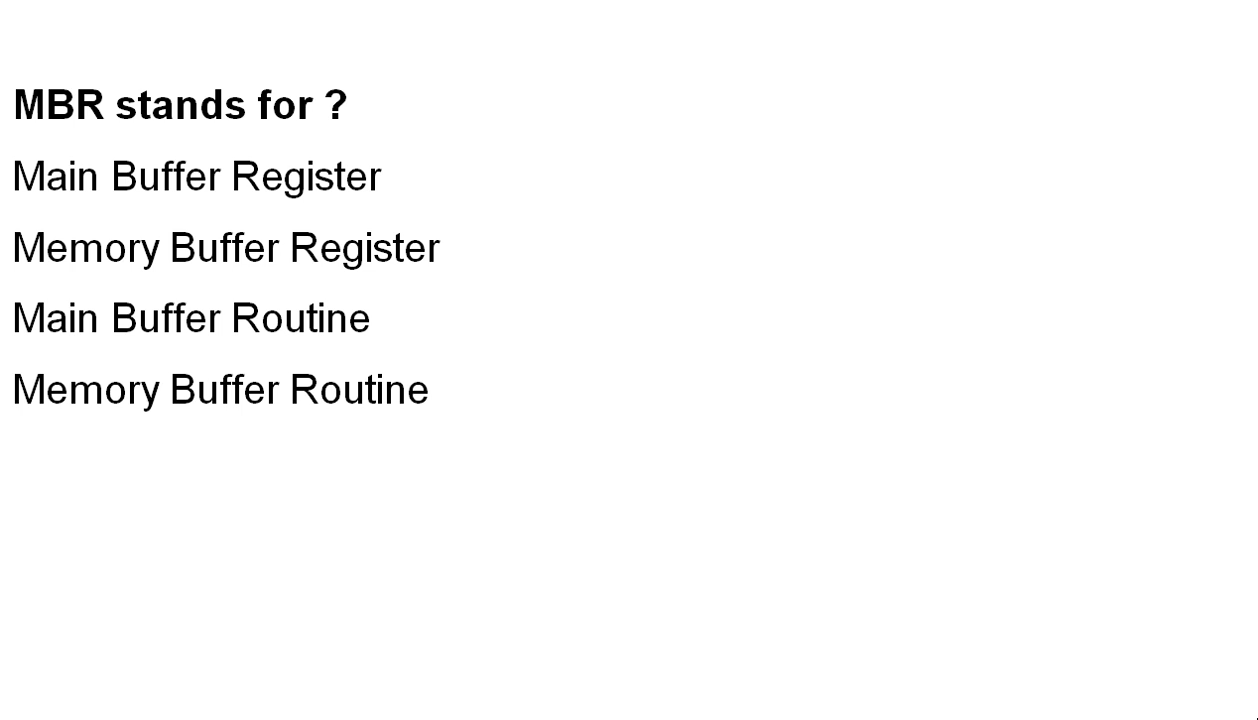 MBR stands for ?
Main Buffer Register
Memory Buffer Register
Main Buffer Routine
Memory Buffer Routine